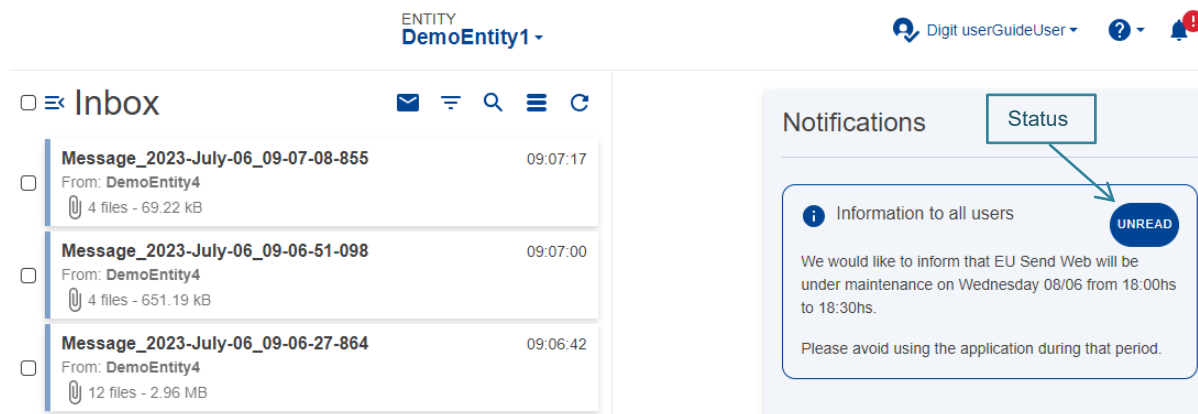 ENTITY
DemoEntity1
Digit userGuideUser
?
!
Inbox
Message_2023-July-06_09-07-08-855
09:07:17
From: DemoEntity4
4 files - 69.22 kB
Message_2023-July-06_09-06-51-098
09:07:00
From: DemoEntity4
4 files - 651.19 kB
Message_2023-July-06_09-06-27-864
09:06:42
From: DemoEntity4
12 files - 2.96 MB
Notifications
Status
i
Information to all users
UNREAD
We would like to inform that EU Send Web will be
under maintenance on Wednesday 08/06 from 18:00hs
to 18:30hs.
Please avoid using the application during that period.